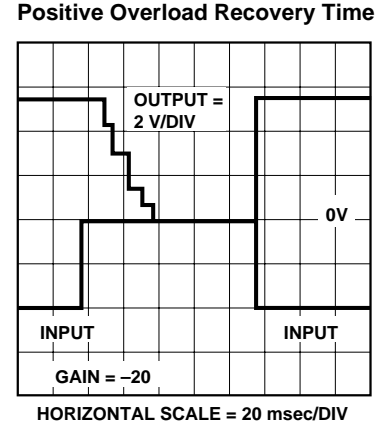 Positive Overload Recovery Time
OUTPUT =
2 V/DIV
0V
INPUT
INPUT
GAIN = –20
HORIZONTAL SCALE = 20 msec/DIV